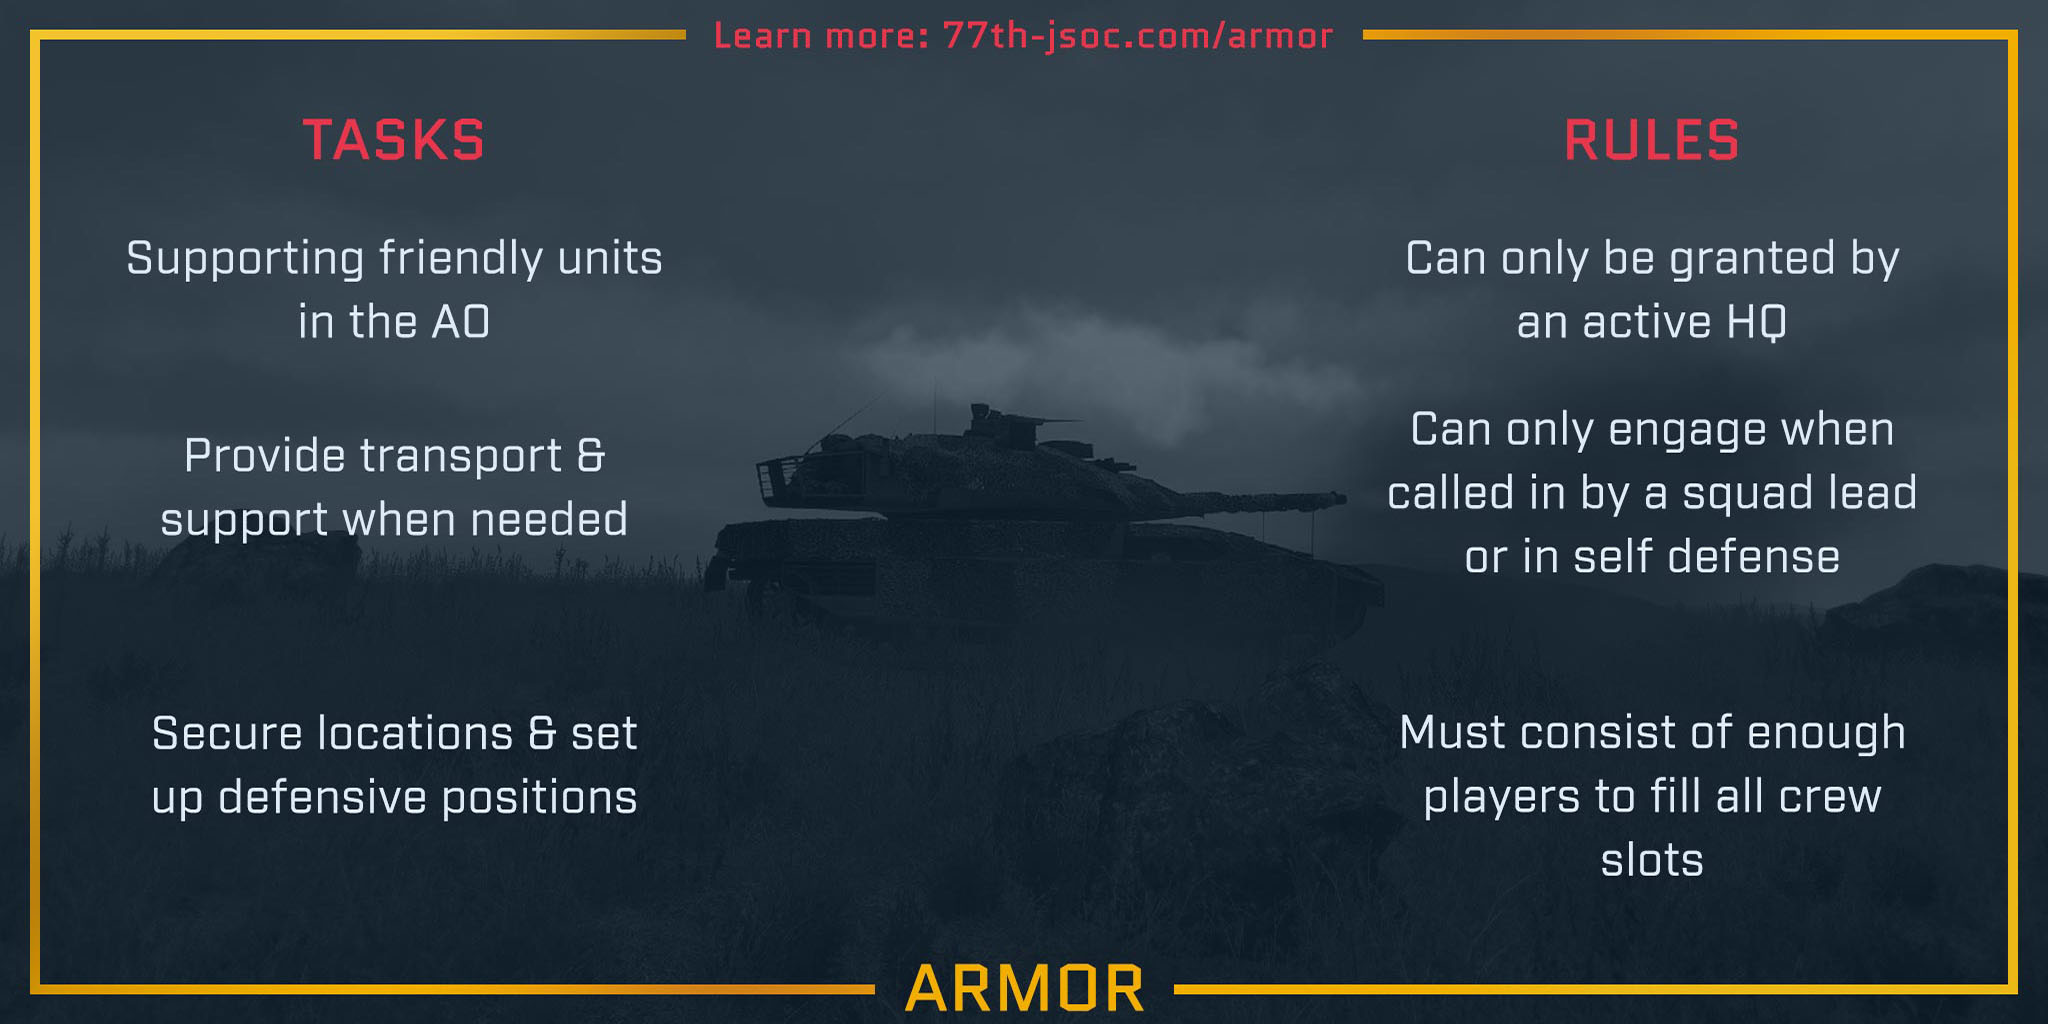 Learn more: 77th-jsoc.com/armor
TASKS
Supporting friendly units
in the AO
Provide transport &
support when needed
Secure locations & set
up defensive positions
RULES
Can only be granted by
an active HQ
Can only engage when
called in by a squad lead
or in self defense
Must consist of enough
players to fill all crew
slots
ARMOR